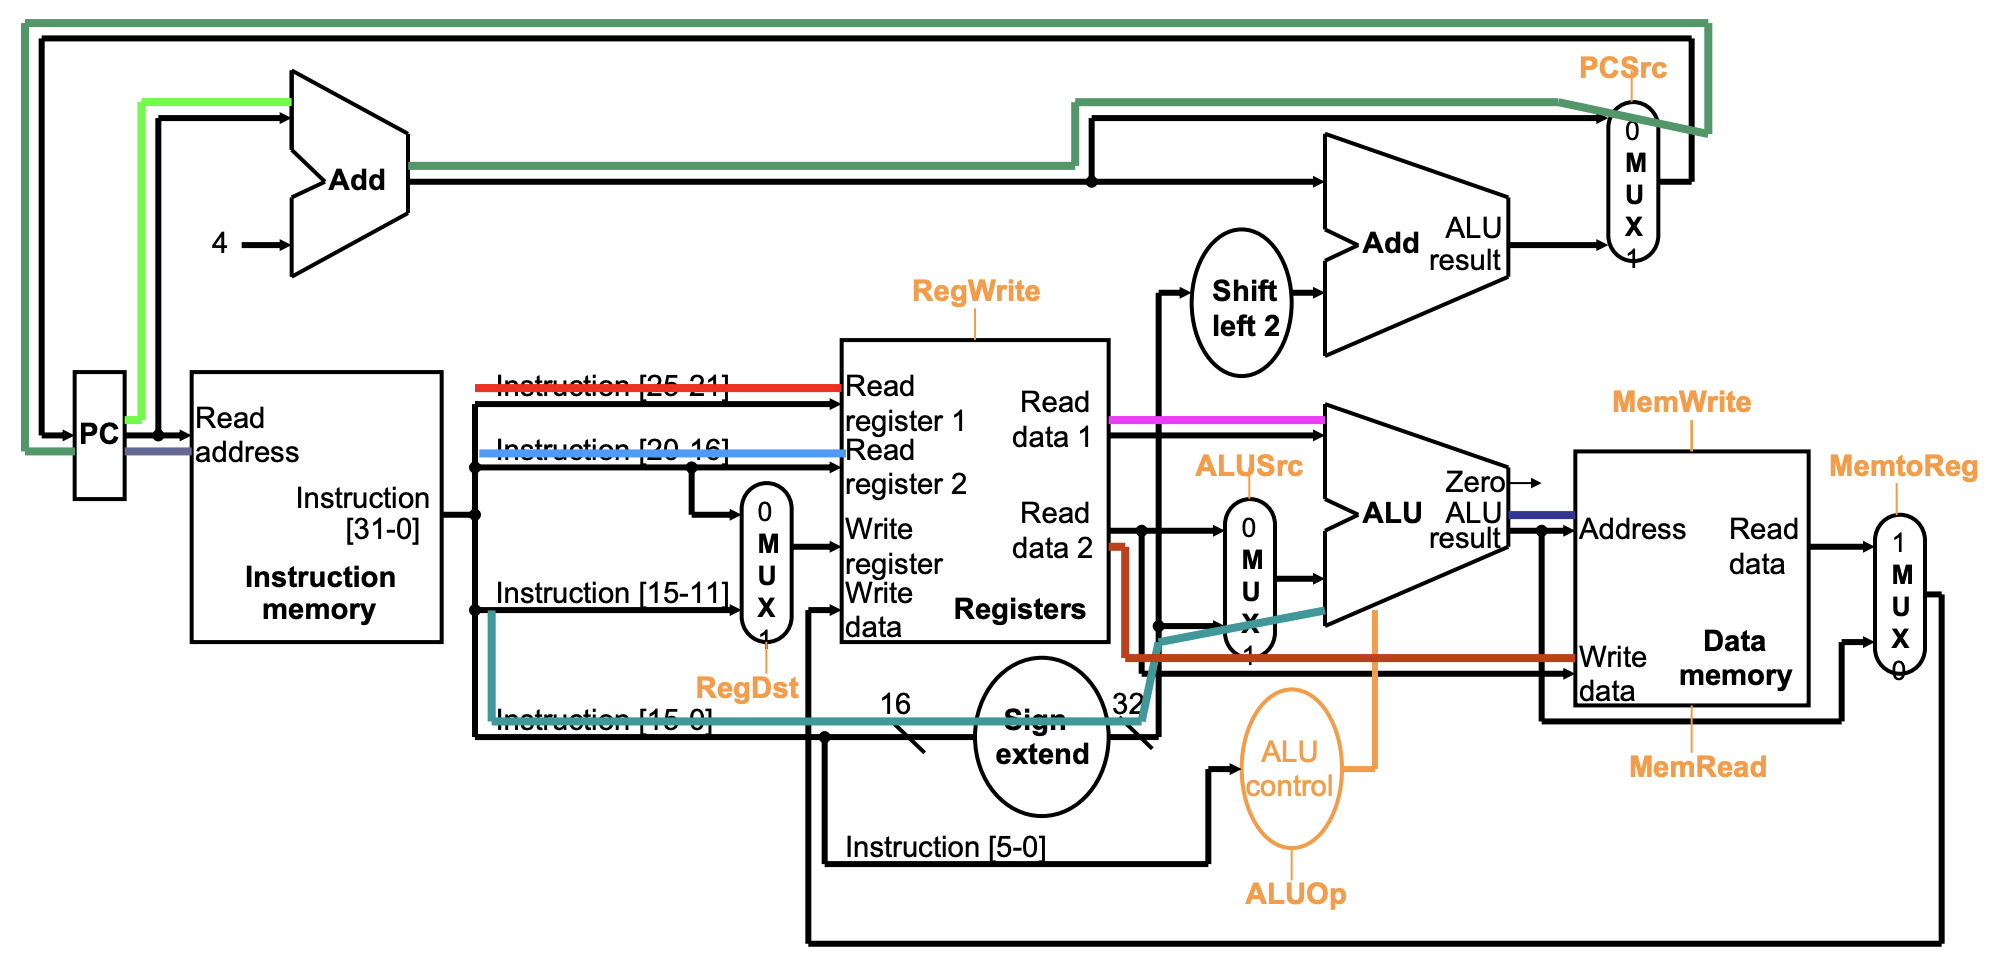 PCSrc
0
M
U
X
1
Add
4
ALU
Add
result
Shift
left 2
RegWrite
Instruction [25-21]
Read
register 1
Read
data 1
PC
Read
address
Instruction [20-16]
Read
register 2
Instruction
[31-0]
Instruction
memory
0
M
U
X
1
RegDst
Write
register
Write
data
Read
data 2
Registers
Instruction [15-11]
ALUSrc
0
M
U
X
1
Zero
ALU
ALU
result
MemWrite
Address
Read
data
Write
data
Data
memory
MemRead
MemtoReg
1
M
U
X
0
Instruction [15-0]
16
Sign
extend
32
ALU
control
ALUOp
Instruction [5-0]